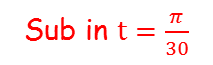 Sub in t = π/30